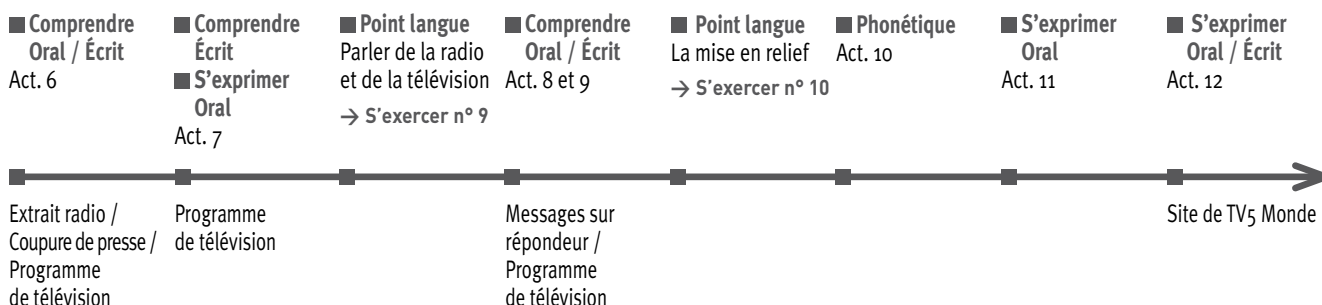 ■ Comprendre
Oral / Écrit
Act. 6
■ Comprendre
Écrit
■ S'exprimer
Oral
Act. 7
■ Point langue
Parler de la radio
et de la télévision
→ S'exercer n° 9
■ Comprendre
Oral / Écrit
Act. 8 et 9
■ Point langue
La mise en relief
→ S'exercer n° 10
■ Phonétique
Act. 10
■ S'exprimer
Oral
Act. 11
■ S'exprimer
Oral / Écrit
Act. 12
Extrait radio /
Coupure de presse /
Programme
de télévision
Programme
de télévision
Messages sur
répondeur /
Programme
de télévision
Site de TV5 Monde